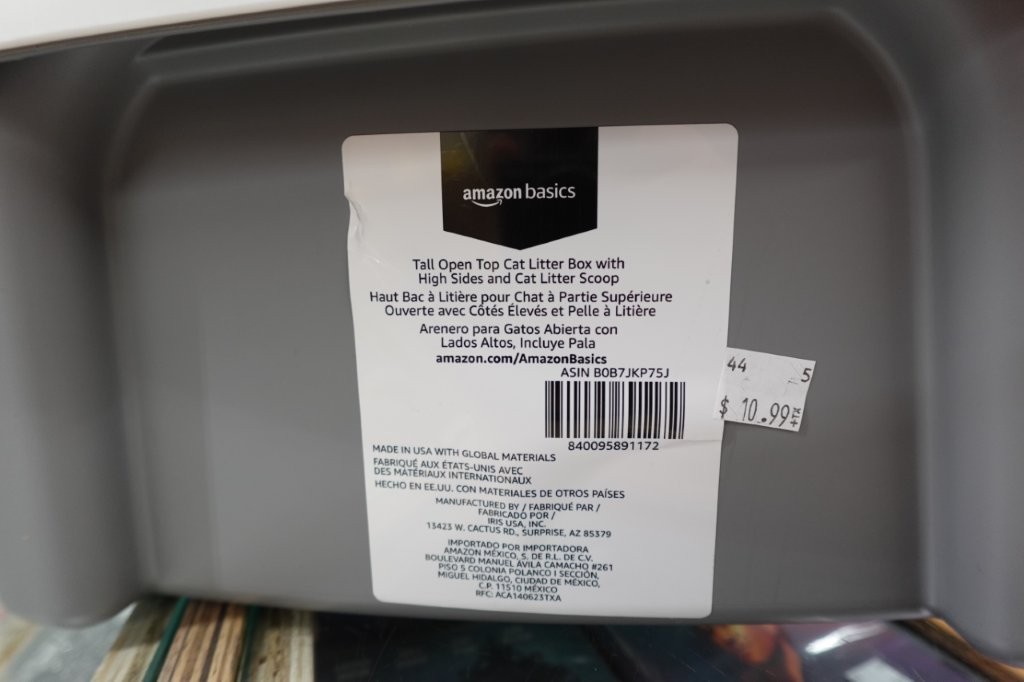 amazon basics
Tall Open Top Cat Litter Box with
High Sides and Cat Litter Scoop
Haut Bac à Litière pour Chat à Partie Supérieure
Ouverte avec Côtés Élevés et Pelle à Litière
Arenero para Gatos Abierta con
Lados Altos, Incluye Pala
amazon.com/AmazonBasics
ASIN B0B7JKP75J
840095891172
44
5
$ 10.99+TX
MADE IN USA WITH GLOBAL MATERIALS
FABRIQUÉ AUX ÉTATS-UNIS AVEC
DES MATÉRIAUX INTERNATIONAUX
HECHO EN EE.UU. CON MATERIALES DE OTROS PAÍSES
MANUFACTURED BY / FABRIQUÉ PAR /
FABRICADO POR /
IRIS USA, INC.
13423 W. CACTUS RD., SURPRISE, AZ 85379
IMPORTADO POR IMPORTADORA
AMAZON MÉXICO, S. DE R.L. DE C.V.
BOULEVARD MANUEL ÁVILA CAMACHO #261
PISO 5 COLONIA POLANCO I SECCIÓN,
MIGUEL HIDALGO, CIUDAD DE MÉXICO,
C.P. 11510 MÉXICO
RFC: ACA140623TXA